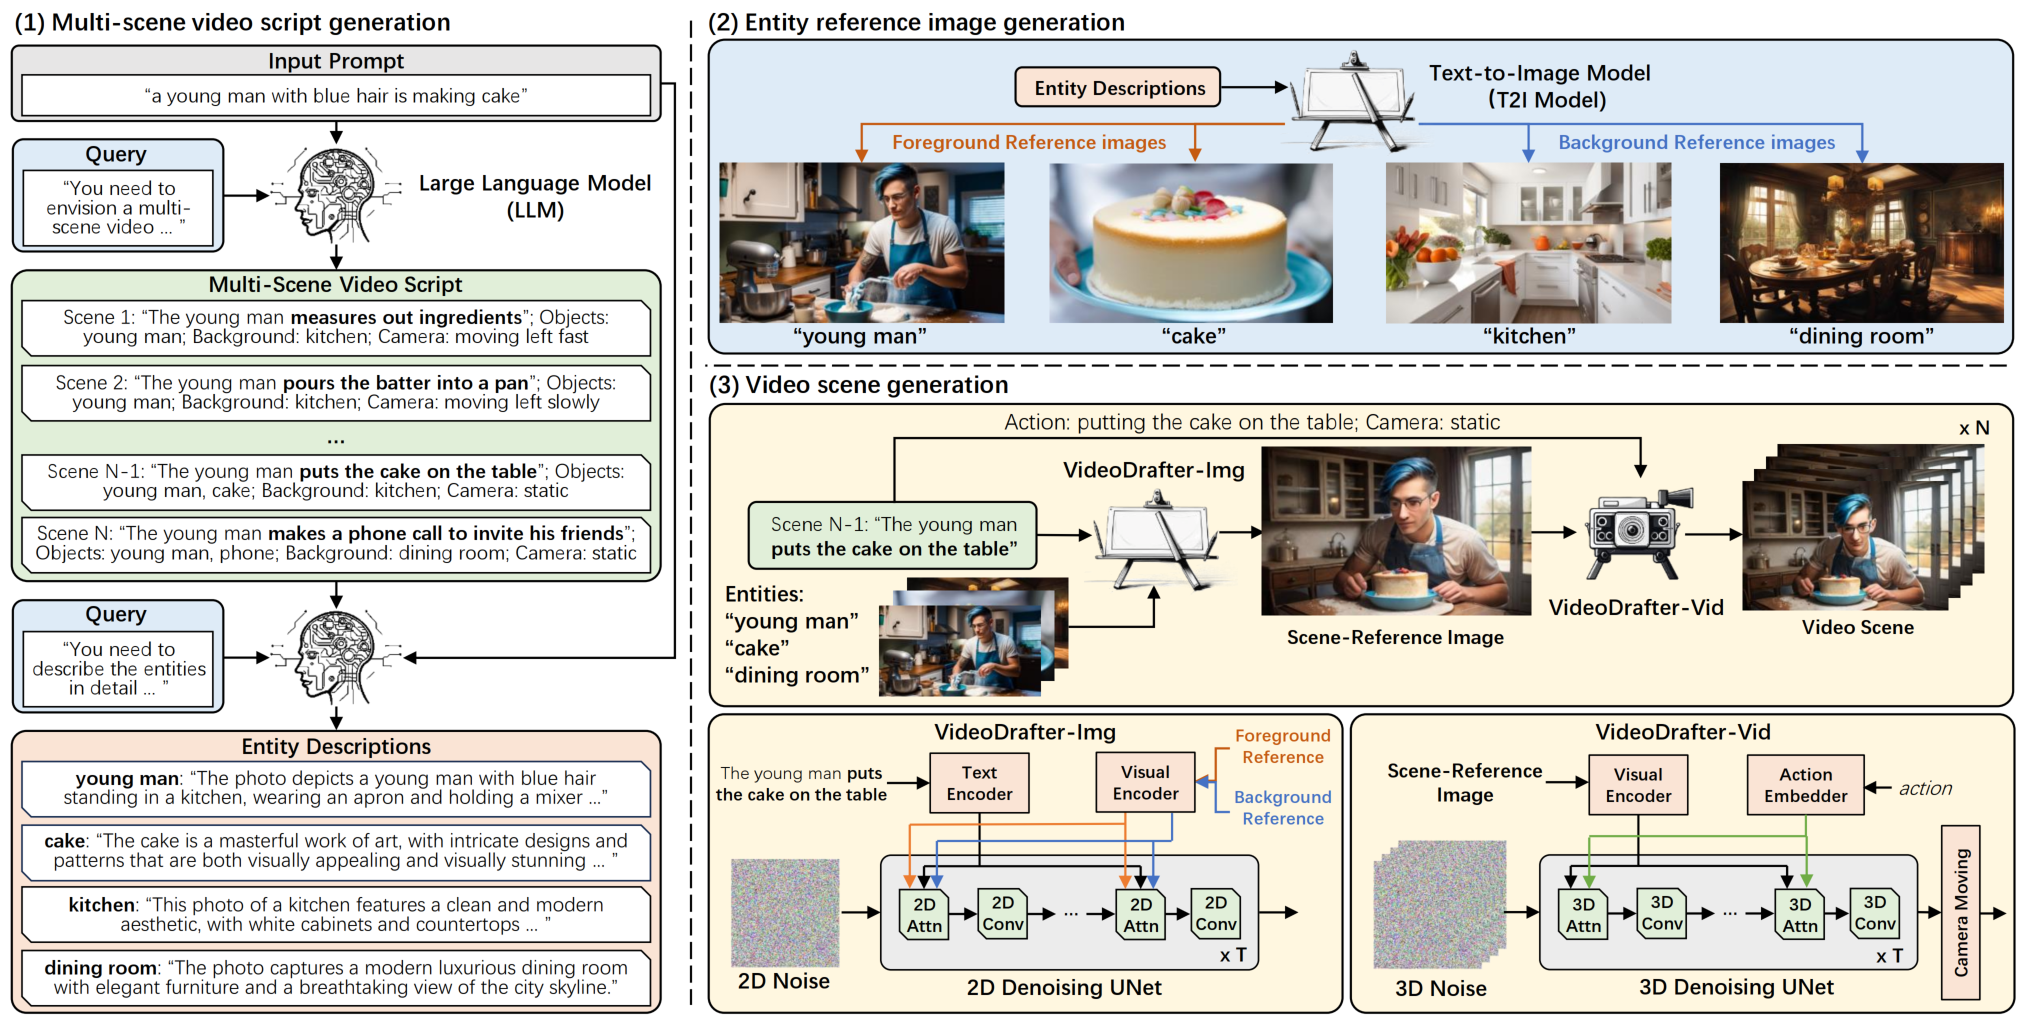 (1) Multi-scene video script generation
Input Prompt
“a young man with blue hair is making cake”
Query
“You need to
envision a multi-
scene video ... ”
Large Language Model
(LLM)
Multi-Scene Video Script
Scene 1: “The young man measures out ingredients”; Objects:
young man; Background: kitchen; Camera: moving left fast
Scene 2: “The young man pours the batter into a pan”; Objects:
young man; Background: kitchen; Camera: moving left slowly
...
Scene N-1: “The young man puts the cake on the table”; Objects:
young man, cake; Background: kitchen; Camera: static
Scene N: “The young man makes a phone call to invite his friends”;
Objects: young man, phone; Background: dining room; Camera: static
Query
“You need to
describe the entities
in detail ... ”
Entity Descriptions
young man: “The photo depicts a young man with blue hair
standing in a kitchen, wearing an apron and holding a mixer ...”
cake: “The cake is a masterful work of art, with intricate designs and
patterns that are both visually appealing and visually stunning ... ”
kitchen: “This photo of a kitchen features a clean and modern
aesthetic, with white cabinets and countertops ... ”
dining room: “The photo captures a modern luxurious dining room
with elegant furniture and a breathtaking view of the city skyline.”
(2) Entity reference image generation
Entity Descriptions
Text-to-Image Model
(T2I Model)
Foreground Reference images
Background Reference images
“young man”
“cake”
“kitchen”
“dining room”
(3) Video scene generation
Action: putting the cake on the table; Camera: static
x N
VideoDrafter-Img
Scene N-1: “The young man
puts the cake on the table”
Entities:
“young man”
“cake”
“dining room”
Scene-Reference Image
VideoDrafter-Vid
Video Scene
VideoDrafter-Img
Foreground
Reference
The young man puts
the cake on the table
Text
Encoder
Visual
Encoder
Background
Reference
2D
Attn
2D
Conv
...
2D
Attn
2D
Conv
x T
2D Noise
2D Denoising UNet
VideoDrafter-Vid
Scene-Reference
Image
Visual
Encoder
Action
Embedder
action
3D
Attn
3D
Conv
...
3D
Attn
3D
Conv
x T
Camera Moving
3D Noise
3D Denoising UNet